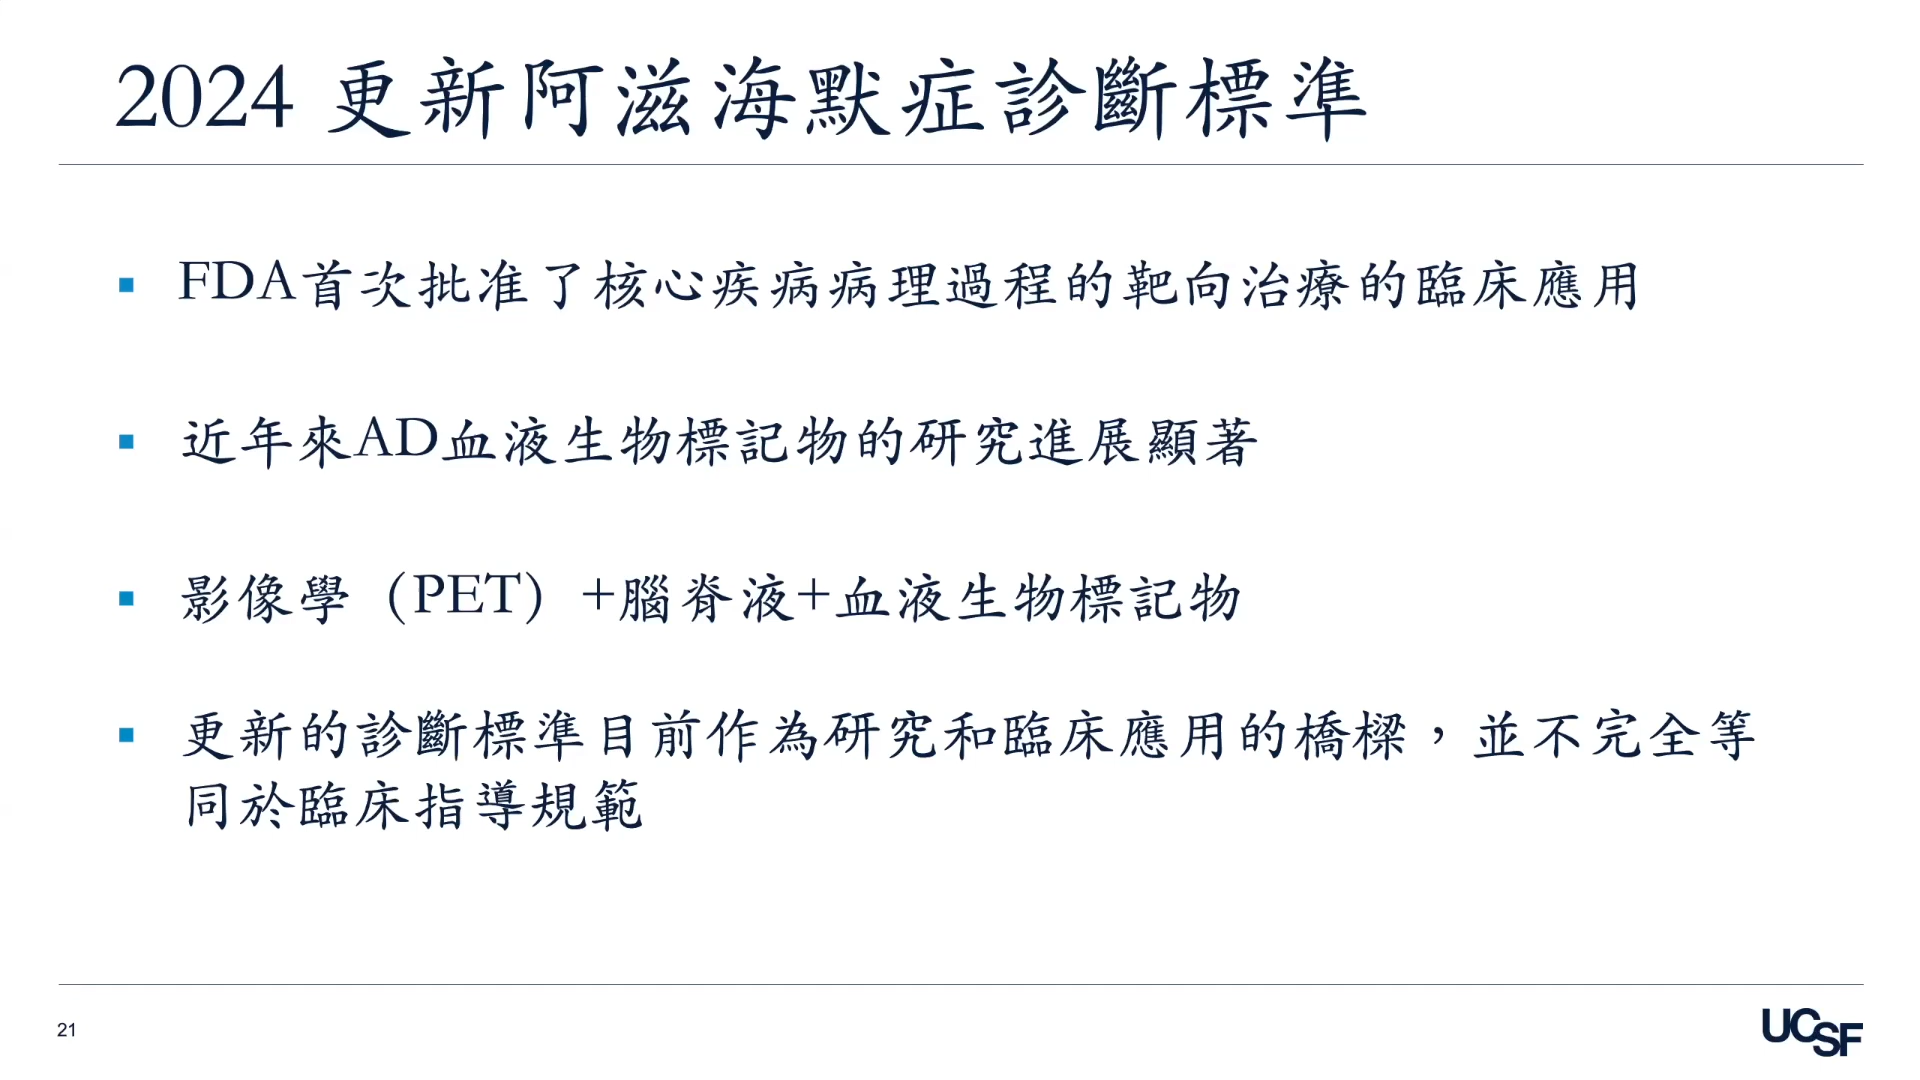 2024 更新阿滋海默症診斷標準
▪ FDA首次批准了核心疾病病理過程的靶向治療的臨床應用
▪ 近年來AD血液生物標記物的研究進展顯著
▪ 影像學（PET）+腦脊液+血液生物標記物
▪ 更新的診斷標準目前作為研究和臨床應用的橋樑，並不完全等
同於臨床指導規範
21
UCSF